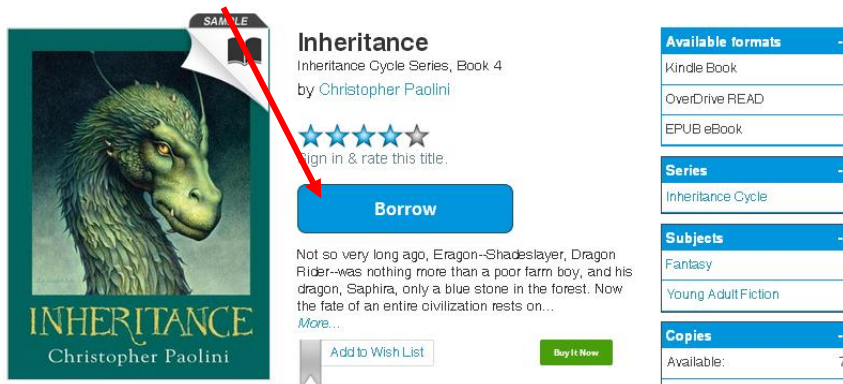 SAMPLE
INHERITANCE
Christopher Paolini
Inheritance
Inheritance Cycle Series, Book 4
by Christopher Paolini
Sign in & rate this title.
Borrow
Not so very long ago, Eragon--Shadeslayer, Dragon
Rider--was nothing more than a poor farm boy, and his
dragon, Saphira, only a blue stone in the forest. Now
the fate of an entire civilization rests on...
More...
Add to Wish List
Buy It Now
Available formats -
Kindle Book
OverDrive READ
EPUB eBook
Series -
Inheritance Cycle
Subjects -
Fantasy
Young Adult Fiction
Copies -
Available: 7